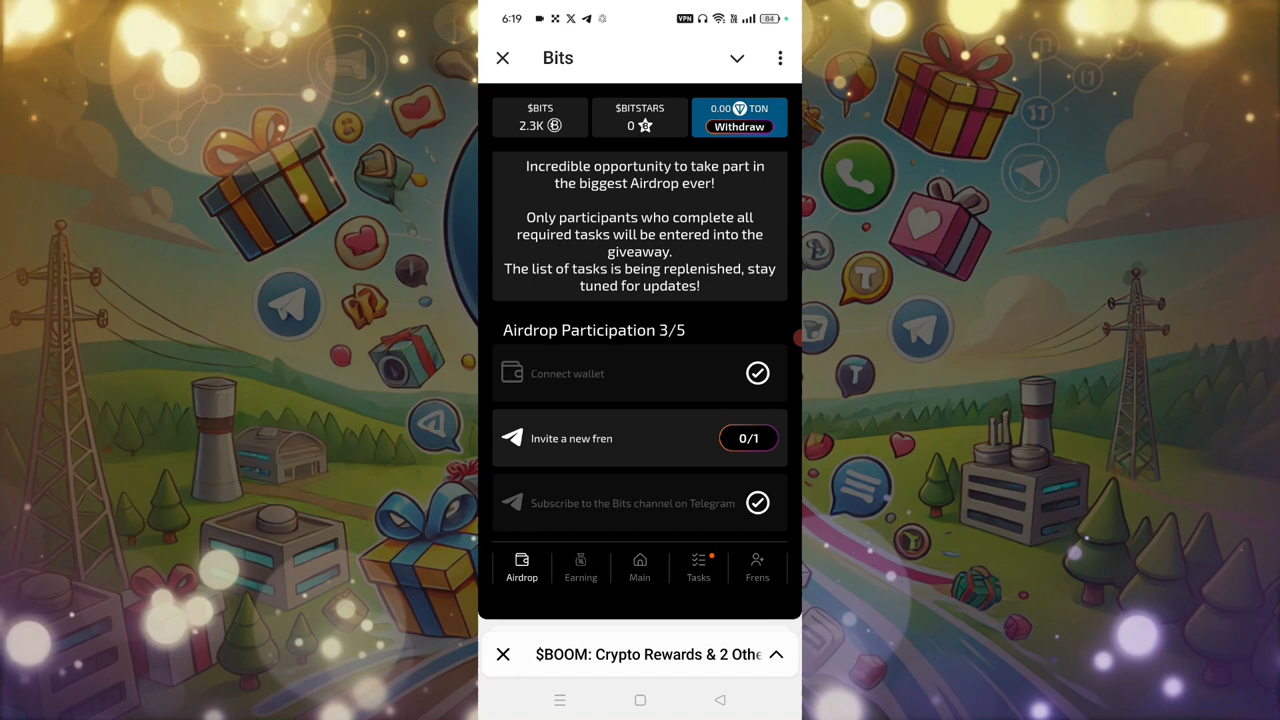 6:19
VPN
84
Bits
$BITS
2.3K
$BITSTARS
0
0.00 TON
Withdraw
Incredible opportunity to take part in
the biggest Airdrop ever!
Only participants who complete all
required tasks will be entered into the
giveaway.
The list of tasks is being replenished, stay
tuned for updates!
Airdrop Participation 3/5
Connect wallet
Invite a new fren
0/1
Subscribe to the Bits channel on Telegram
Airdrop
Earning
Main
Tasks
Frens
$BOOM: Crypto Rewards & 2 Othe